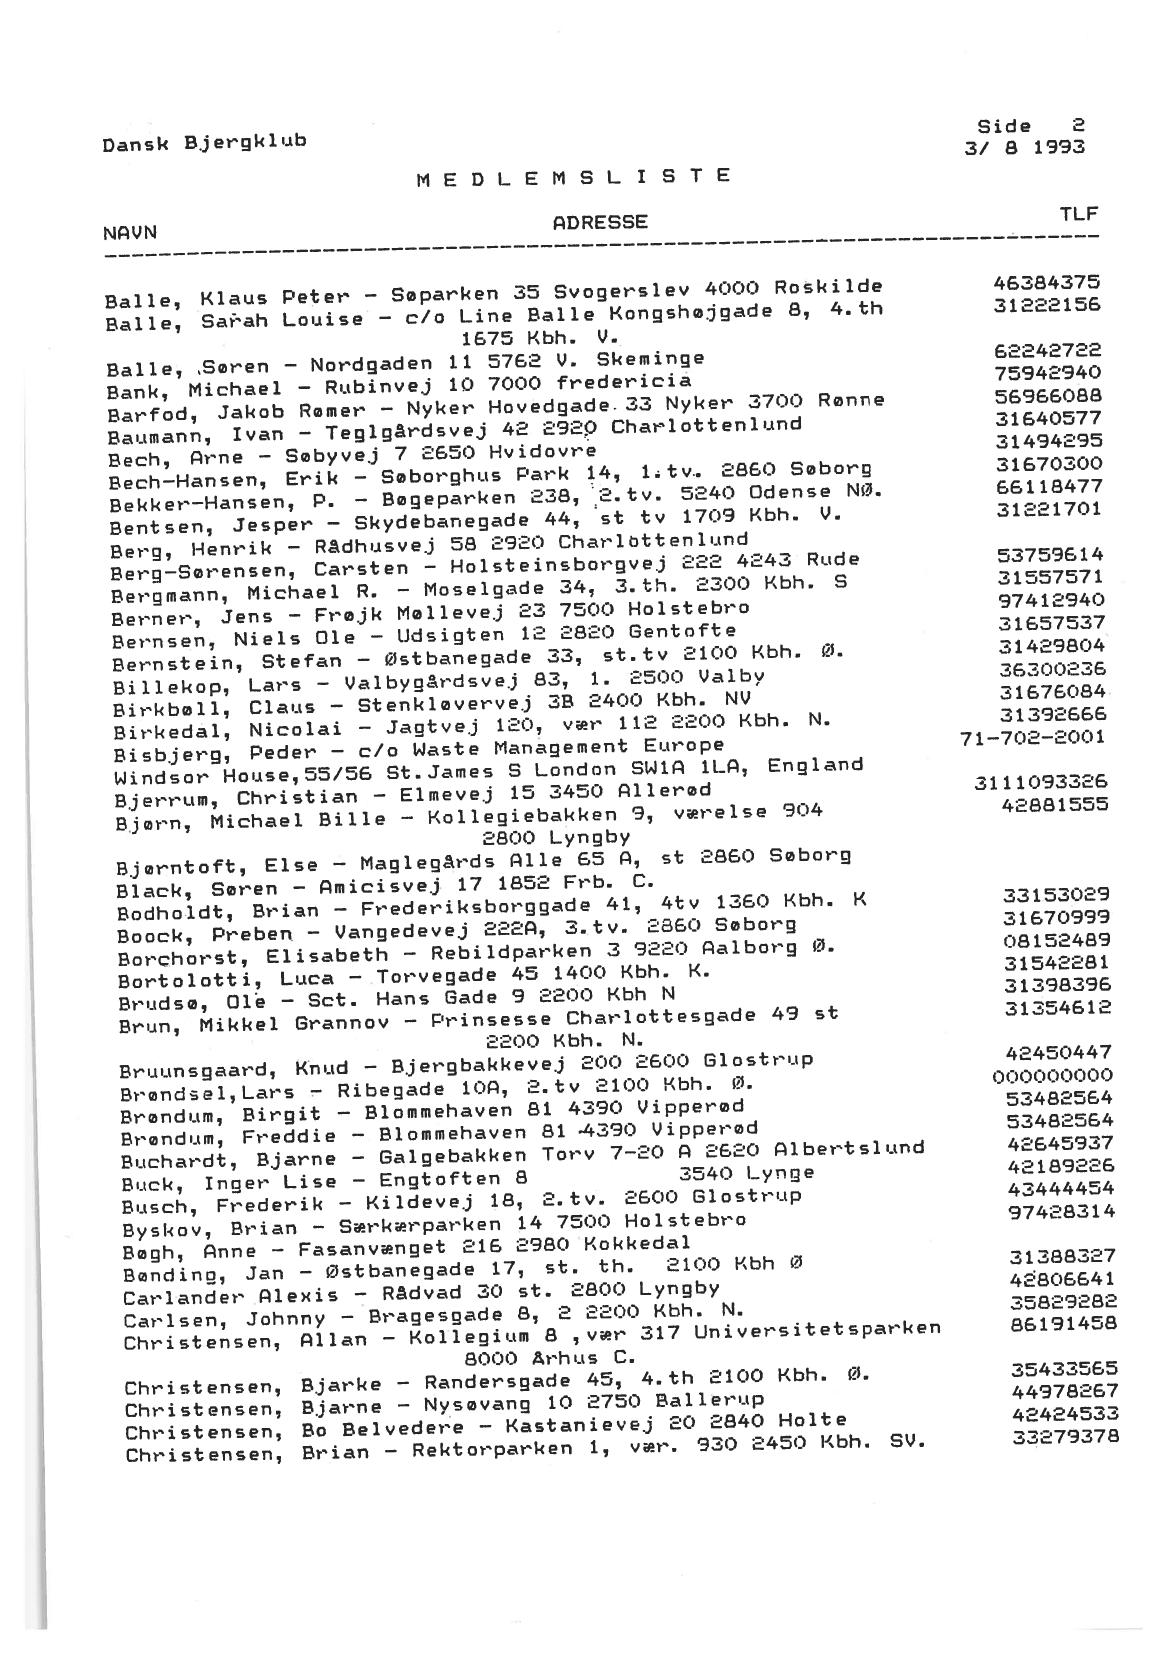 Dansk Bjergklub Side 2
3/ 8 1993
M E D L E M S L I S T E
NAVN ADRESSE TLF
Balle, Klaus Peter - Søparken 35 Svogerslev 4000 Roskilde 46384375
Balle, Sarah Louise - c/o Line Balle Kongshøjgade 8, 4.th 31222156
1675 Kbh. V.
Balle, Søren - Nordgaden 11 5762 V. Skeminge 62242722
Bank, Michael - Rubinvej 10 7000 fredericia 75942940
Barfod, Jakob Rømer - Nyker Hovedgade 33 Nyker 3700 Rønne 56966088
Baumann, Ivan - Teglgårdsvej 42 2920 Charlottenlund 31640577
Bech, Arne - Søbyvej 7 2650 Hvidovre 31494295
Bech-Hansen, Erik - Søborghus Park 14, 1.tv. 2860 Søborg 31670300
Bekker-Hansen, P. - Bøgeparken 238, 2.tv. 5240 Odense NØ. 66118477
Bentsen, Jesper - Skydebanegade 44, st tv 1709 Kbh. V. 31221701
Berg, Henrik - Rådhusvej 58 2920 Charlottenlund
Berg-Sørensen, Carsten - Holsteinsborgvej 222 4243 Rude 53759614
Bergmann, Michael R. - Moselgade 34, 3.th. 2300 Kbh. S 31557571
Berner, Jens - Frøjk Møllevej 23 7500 Holstebro 97412940
Bernsen, Niels Ole - Udsigten 12 2820 Gentofte 31657537
Bernstein, Stefan - Østbanegade 33, st.tv 2100 Kbh. Ø. 31429804
Billekop, Lars - Valbygårdsvej 83, 1. 2500 Valby 36300236
Birkbøll, Claus - Stenkløvervej 3B 2400 Kbh. NV 31676084
Birkedal, Nicolai - Jagtvej 120, vær 112 2200 Kbh. N. 31392666
Bisbjerg, Peder - c/o Waste Management Europe 71-702-2001
Windsor House,55/56 St.James S London SW1A 1LA, England
Bjerrum, Christian - Elmevej 15 3450 Allerød 3111093326
Bjørn, Michael Bille - Kollegiebakken 9, værelse 904 42881555
2800 Lyngby
Bjørntoft, Else - Maglegårds Alle 65 A, st 2860 Søborg
Black, Søren - Amicisvej 17 1852 Frb. C.
Bodholdt, Brian - Frederiksborggade 41, 4tv 1360 Kbh. K 33153029
Boock, Preben - Vangedevej 222A, 3.tv. 2860 Søborg 31670999
Borchorst, Elisabeth - Rebildparken 3 9220 Aalborg Ø. 08152489
Bortolotti, Luca - Torvegade 45 1400 Kbh. K. 31542281
Brudsø, Ole - Sct. Hans Gade 9 2200 Kbh N 31398396
Brun, Mikkel Grannov - Prinsesse Charlottesgade 49 st 31354612
2200 Kbh. N.
Bruunsgaard, Knud - Bjergbakkevej 200 2600 Glostrup 42450447
Brøndsel,Lars - Ribegade 10A, 2.tv 2100 Kbh. Ø. 000000000
Brøndum, Birgit - Blommehaven 81 4390 Vipperød 53482564
Brøndum, Freddie - Blommehaven 81 4390 Vipperød 53482564
Buchardt, Bjarne - Galgebakken Torv 7-20 A 2620 Albertslund 42645937
Buck, Inger Lise - Engtoften 8 3540 Lynge 42189226
Busch, Frederik - Kildevej 18, 2.tv. 2600 Glostrup 43444454
Byskov, Brian - Særkærparken 14 7500 Holstebro 97428314
Bøgh, Anne - Fasanvænget 216 2980 Kokkedal
Bønding, Jan - Østbanegade 17, st. th. 2100 Kbh Ø 31388327
Carlander Alexis - Rådvad 30 st. 2800 Lyngby 42806641
Carlsen, Johnny - Bragesgade 8, 2 2200 Kbh. N. 35829282
Christensen, Allan - Kollegium 8 ,vær 317 Universitetsparken 86191458
8000 Arhus C.
Christensen, Bjarke - Randersgade 45, 4.th 2100 Kbh. Ø. 35433565
Christensen, Bjarne - Nysøvang 10 2750 Ballerup 44978267
Christensen, Bo Belvedere - Kastanievej 20 2840 Holte 42424533
Christensen, Brian - Rektorparken 1, vær. 930 2450 Kbh. SV. 33279378